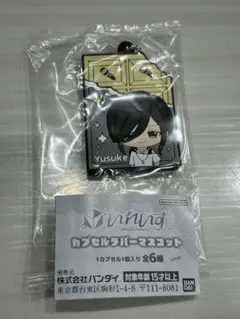 Yusuke
いれいす
カプセルラバーマスコット
1カプセル1個入り 全6種
発売元
株式会社バンダイ 対象年齢15才以上
東京都台東区駒形1-4-8 〒111-8081
BAN
DAI